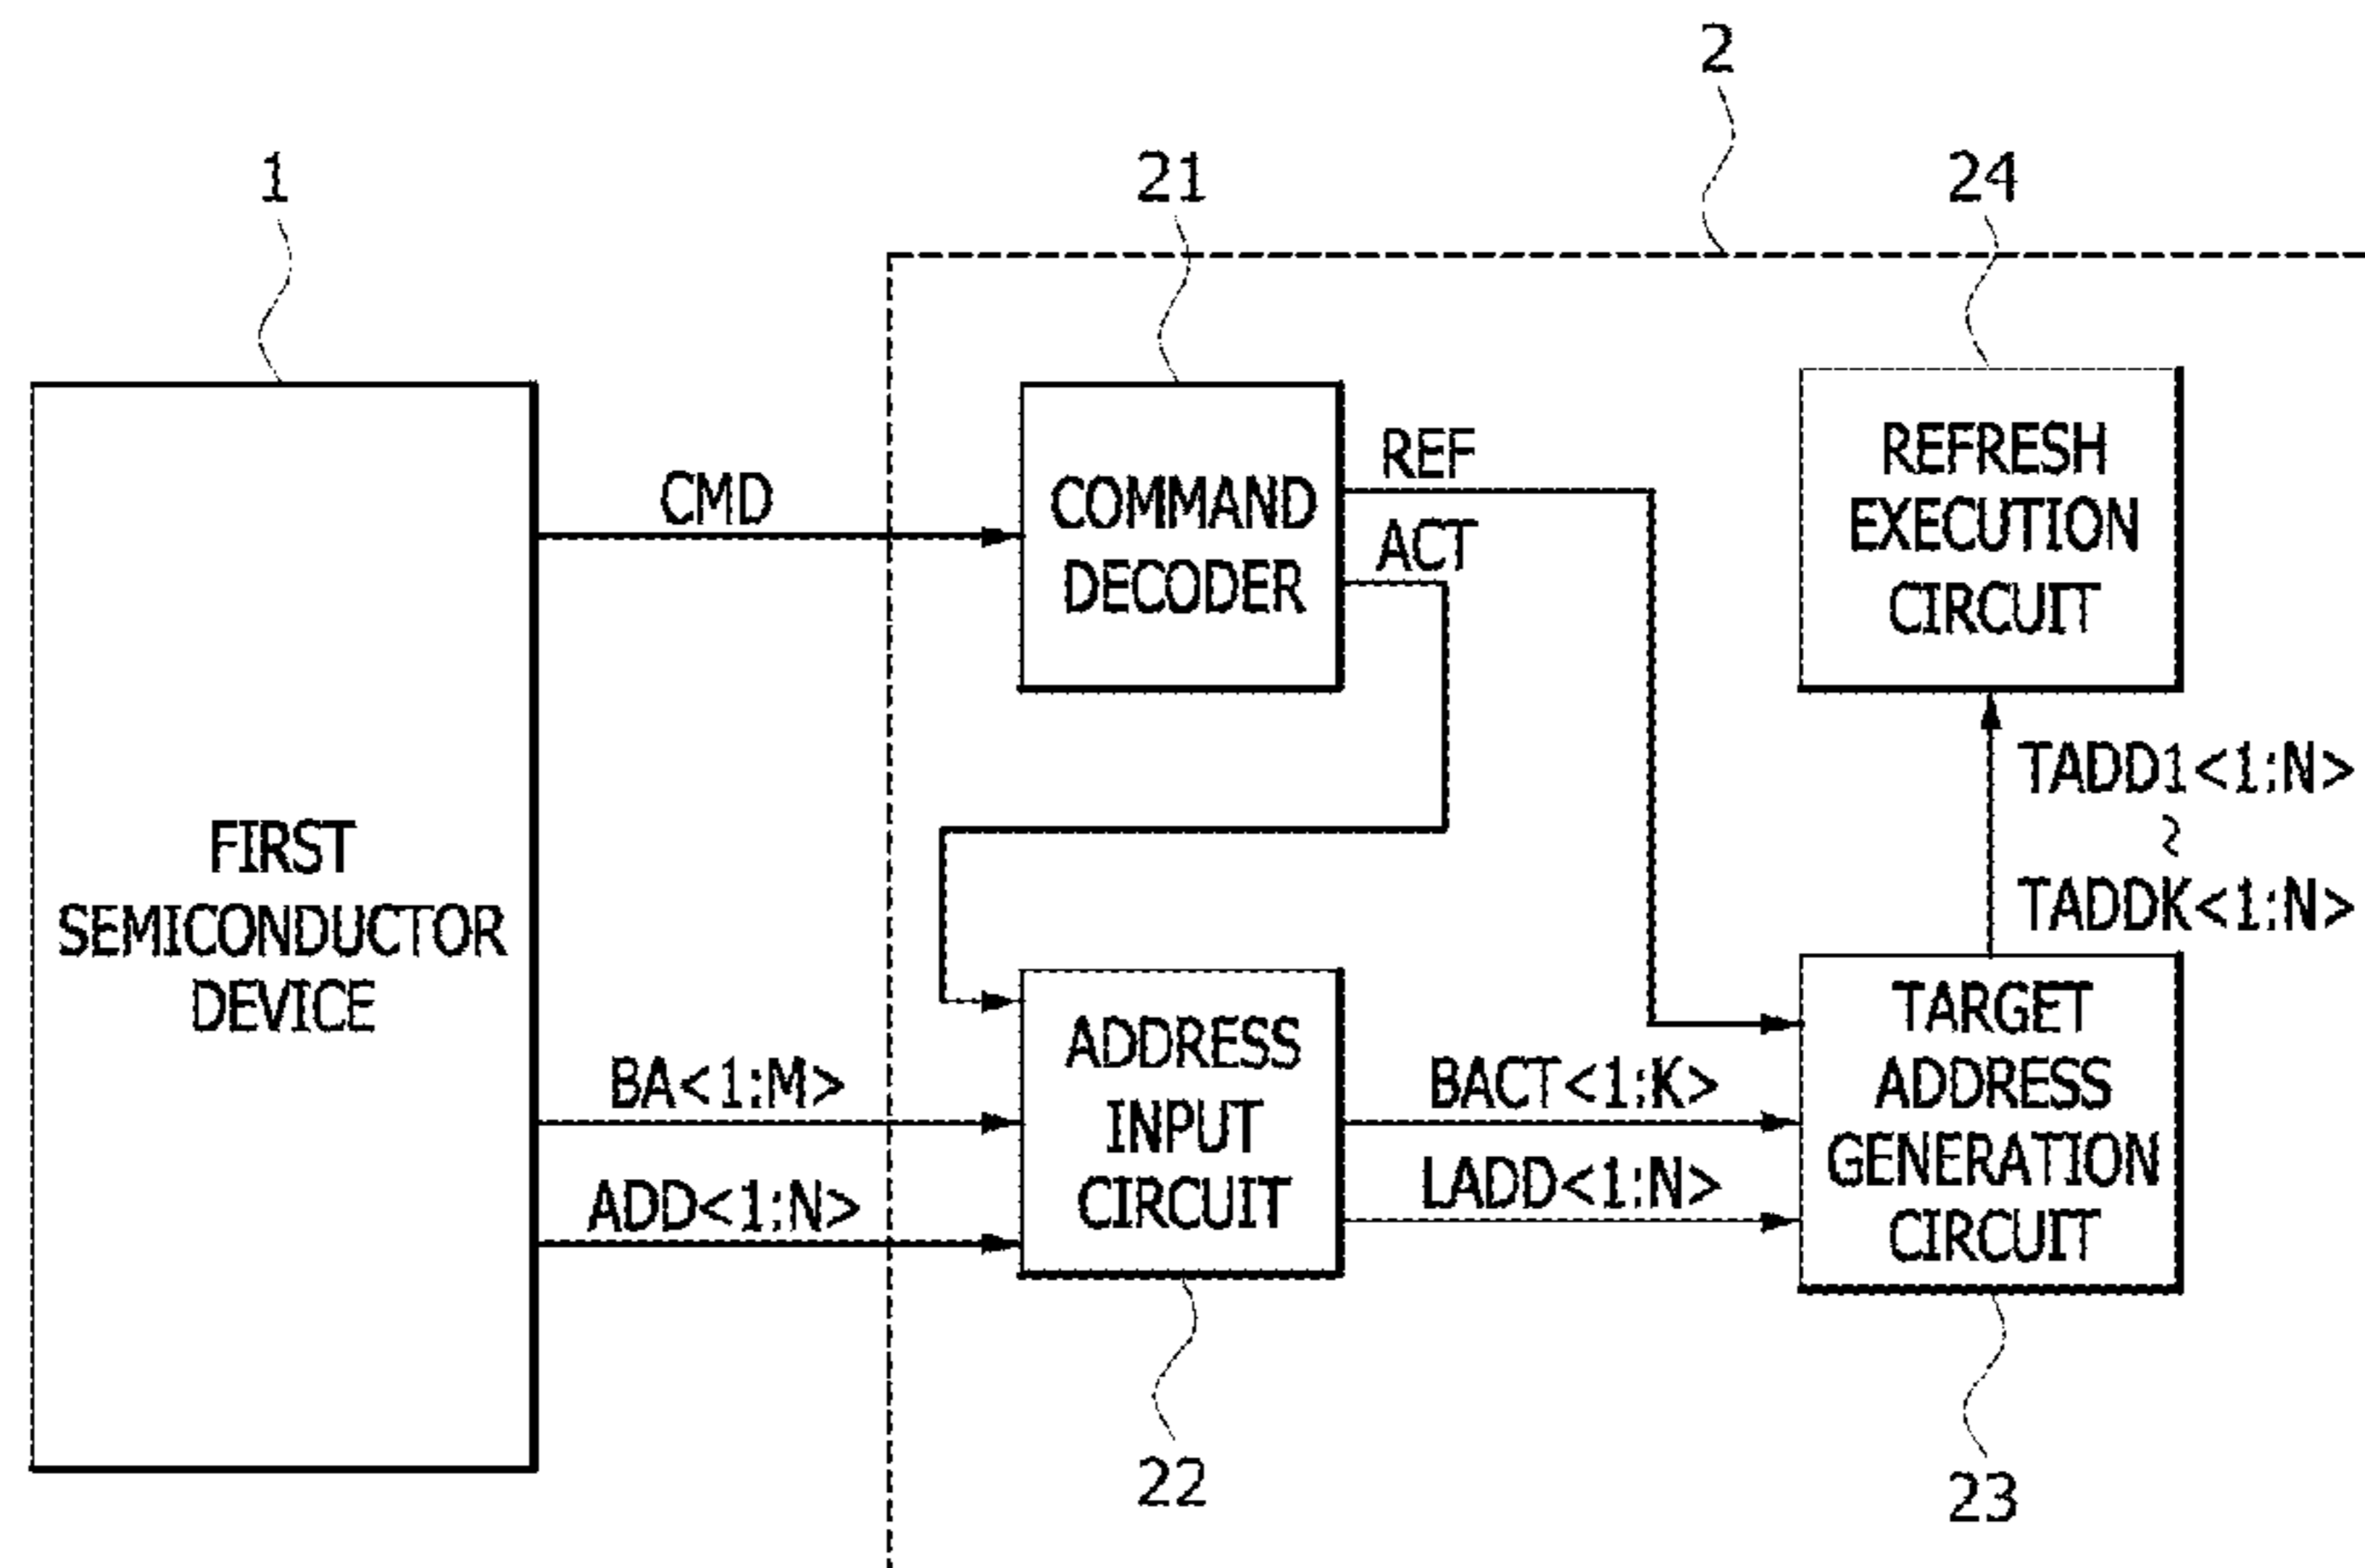 2
1
21
24
FIRST
SEMICONDUCTOR
DEVICE
CMD
COMMAND
DECODER
REF
ACT
REFRESH
EXECUTION
CIRCUIT
TADD1<1:N>
~
TADDK<1:N>
BA<1:M>
ADD<1:N>
ADDRESS
INPUT
CIRCUIT
BACT<1:K>
LADD<1:N>
TARGET
ADDRESS
GENERATION
CIRCUIT
22
23